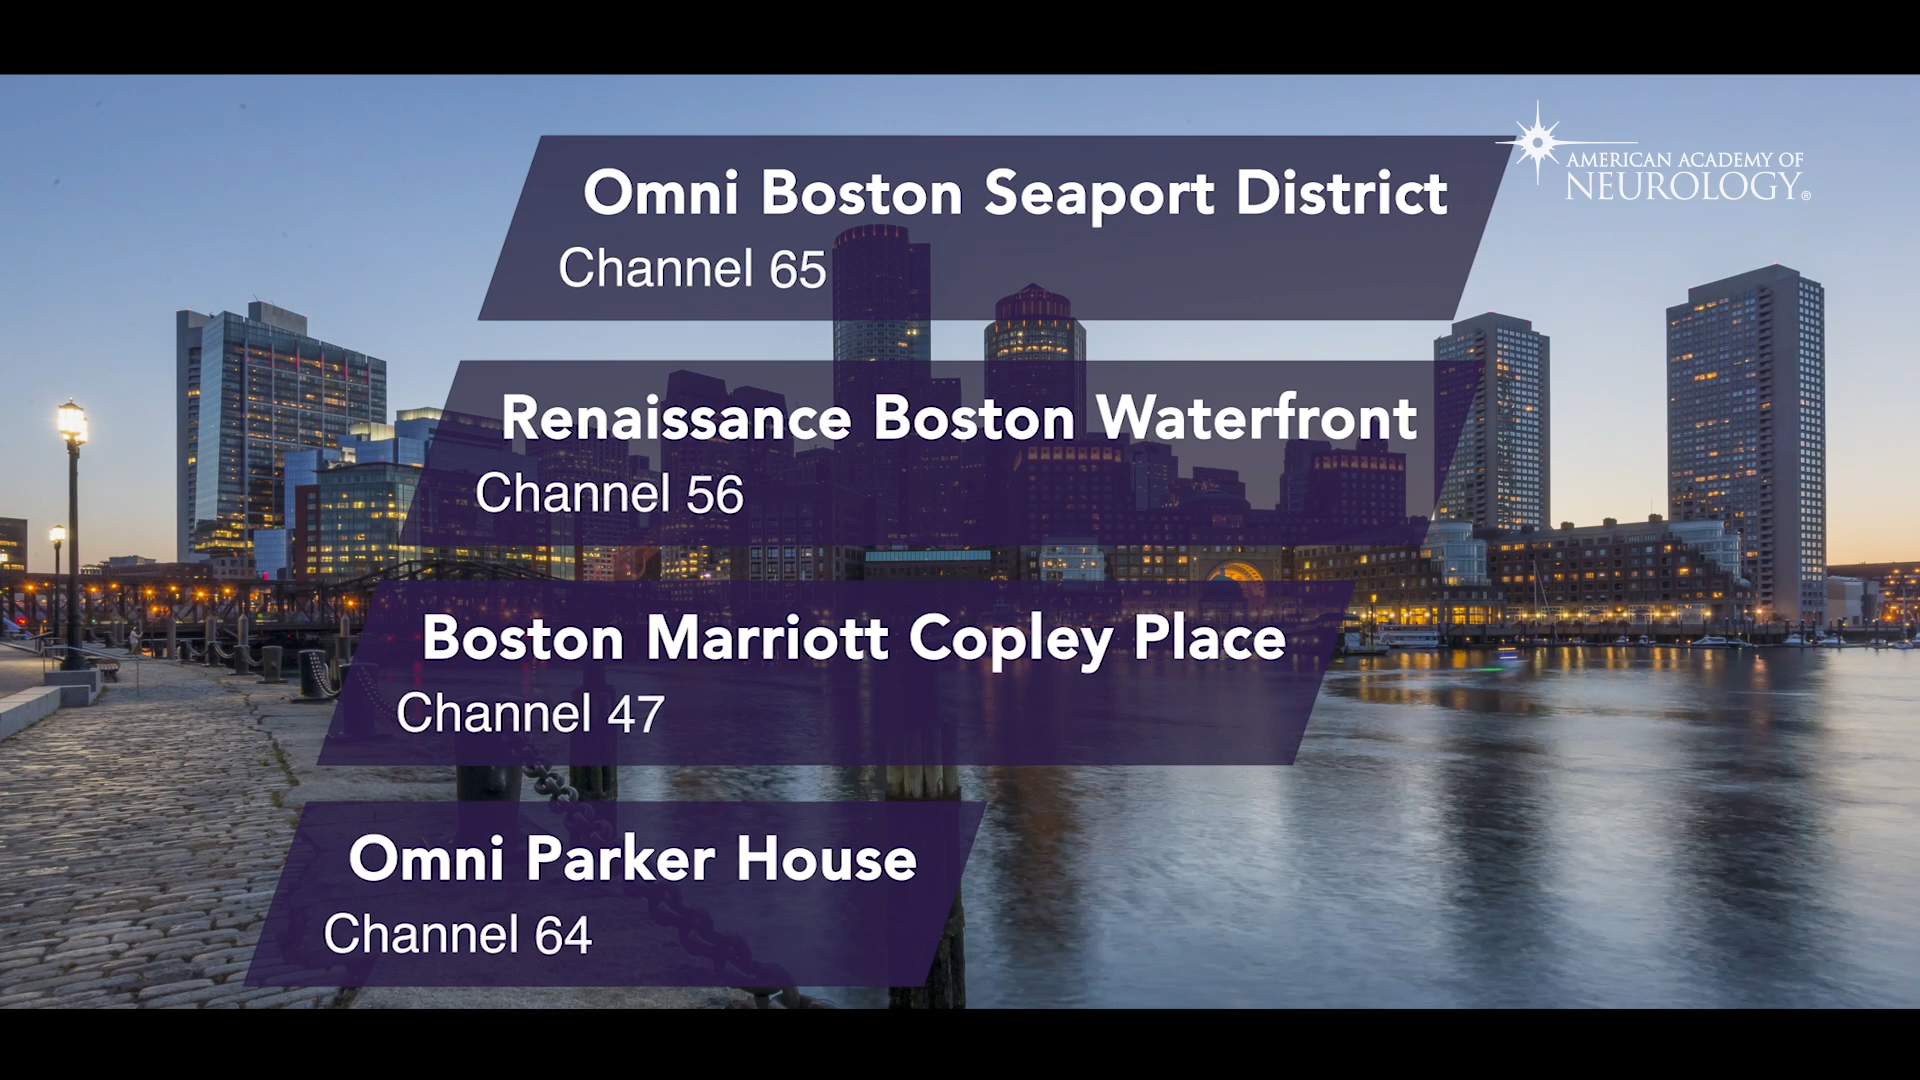 Omni Boston Seaport District
Channel 65
AMERICAN ACADEMY OF
NEUROLOGY®
Renaissance Boston Waterfront
Channel 56
Boston Marriott Copley Place
Channel 47
Omni Parker House
Channel 64